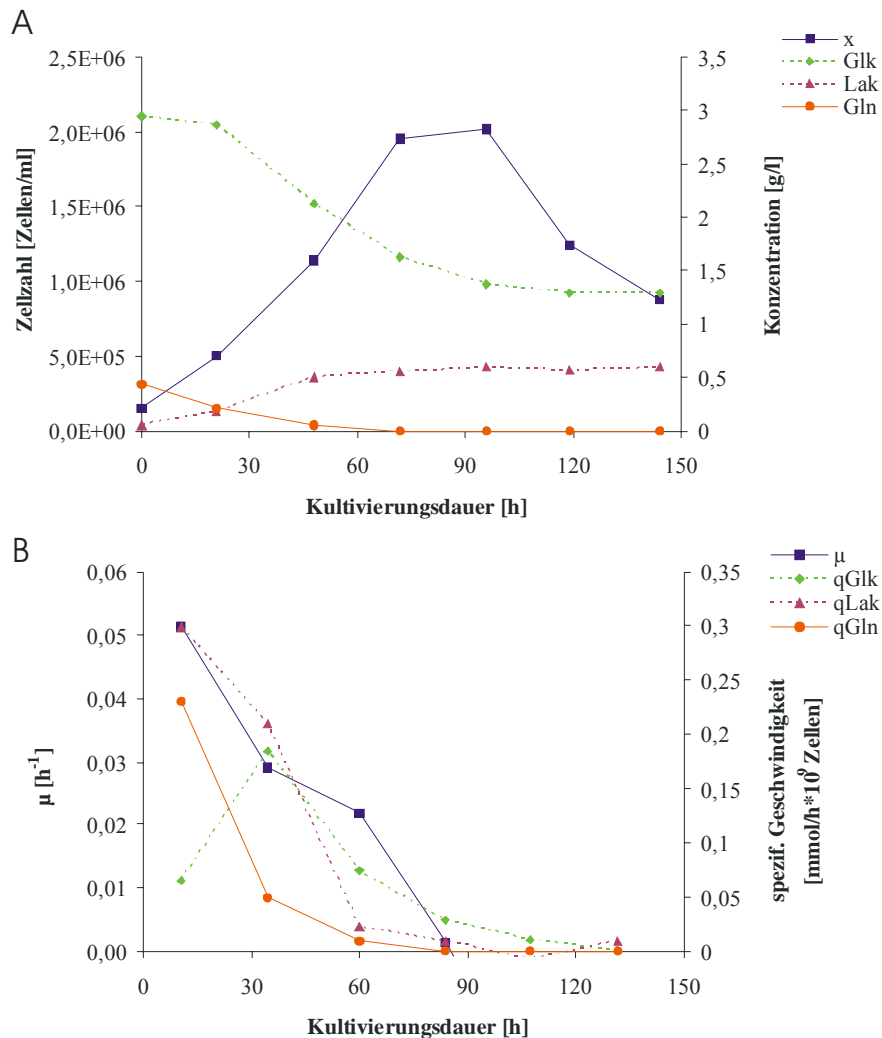 A
x
Glk
Lak
Gln
Zellzahl [Zellen/ml]
2,5E+06
2,0E+06
1,5E+06
1,0E+06
5,0E+05
0,0E+00
3,5
3
2,5
2
1,5
1
0,5
0
Konzentration [g/l]
0 30 60 90 120 150
Kultivierungsdauer [h]
B
µ
qGlk
qLak
qGln
µ [h⁻¹]
0,06
0,05
0,04
0,03
0,02
0,01
0,00
0,35
0,3
0,25
0,2
0,15
0,1
0,05
0
spezif. Geschwindigkeit
[mmol/h*10⁹ Zellen]
0 30 60 90 120 150
Kultivierungsdauer [h]